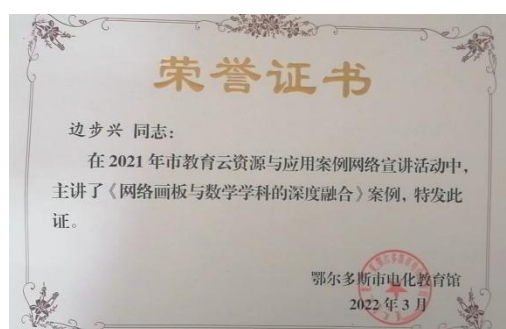 荣誉证书
边步兴 同志：
在 2021 年市教育云资源与应用案例网络宣讲活动中，
主讲了《网络画板与数学学科的深度融合》案例，特发此
证。
鄂尔多斯市电化教育馆
2022 年 3 月